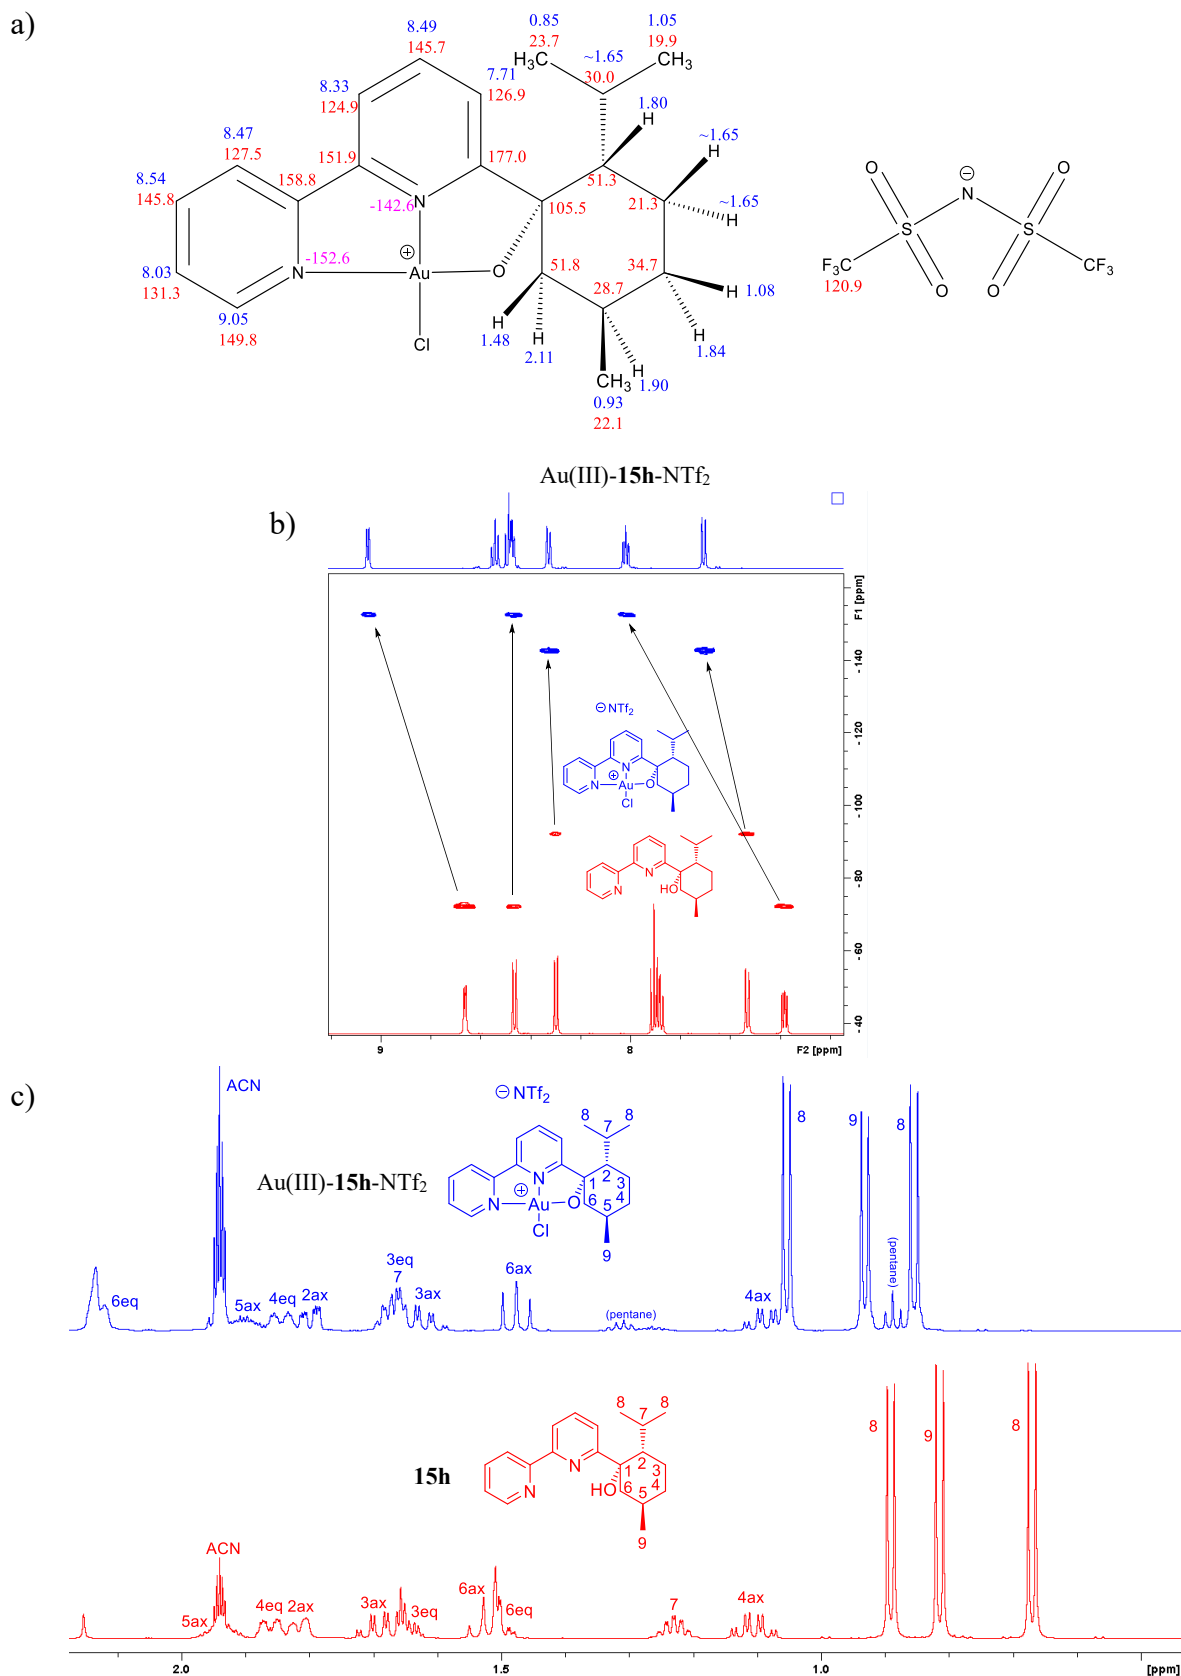 a)
8.49
145.7
0.85
23.7
1.05
19.9
H₃C
~1.65
CH₃
30.0
8.33
124.9
7.71
126.9
1.80
H
~1.65
H
8.47
127.5
151.9
177.0
51.3
8.54
145.8
158.8
-142.6
N
105.5
21.3
~1.65
H
O
O
N
⊖
S
S
-152.6
N
⊕
Au
O
51.8
34.7
F₃C
120.9
O
O
CF₃
8.03
131.3
28.7
H 1.08
9.05
149.8
Cl
H
1.48
H
2.11
H
1.84
CH₃
H
1.90
0.93
22.1
Au(III)-15h-NTf₂
b)
F1 [ppm]
-140
-120
-100
-80
-60
-40
⊖NTf₂
N
⊕
N
Au
O
Cl
N
N
HO
9
8
F2 [ppm]
c)
ACN
⊖NTf₂
8
8
7
Au(III)-15h-NTf₂
N
⊕
N
Au
O
Cl
1
2
3
4
5
6
9
8
9
8
6eq
5ax
4eq
2ax
3eq
7
3ax
6ax
(pentane)
4ax
(pentane)
15h
8
8
7
N
N
HO
1
2
3
4
5
6
9
8
9
8
ACN
5ax
4eq
2ax
3ax
3eq
6ax
6eq
7
4ax
2.0
1.5
1.0
[ppm]